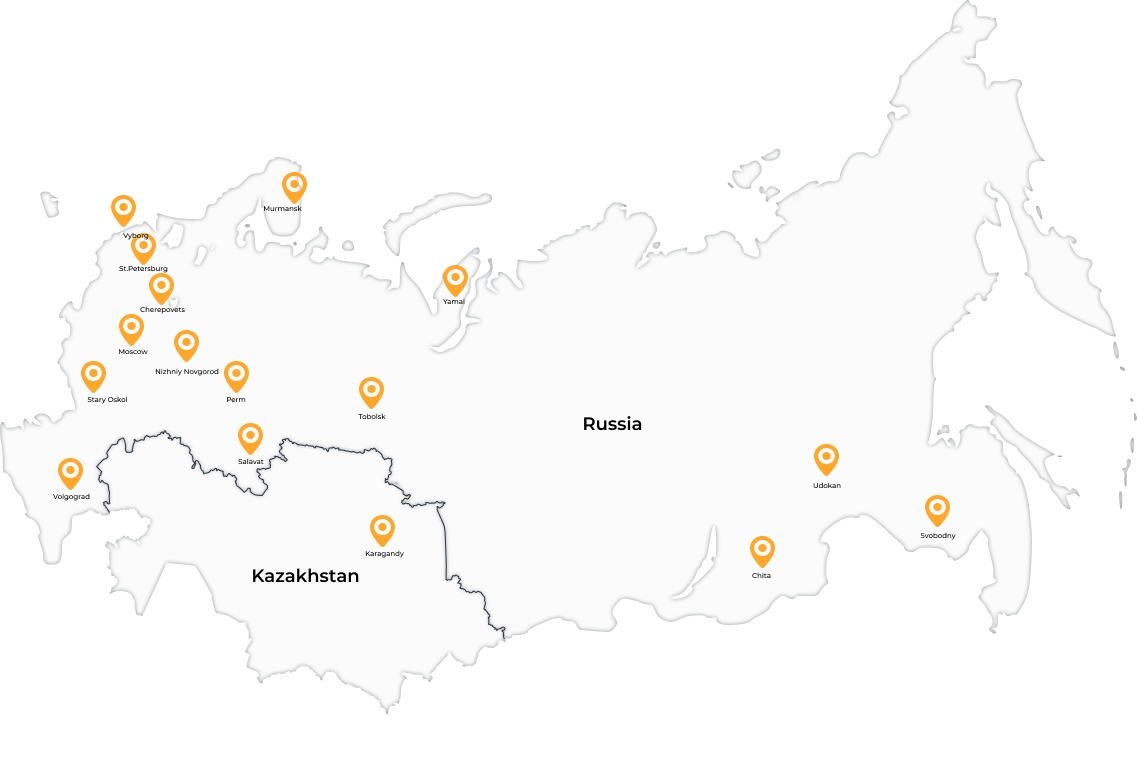 Murmansk
Vyborg
St.Petersburg
Yamal
Cherepovets
Moscow
Nizhniy Novgorod
Stary Oskol
Perm
Tobolsk
Russia
Salavat
Udokan
Volgograd
Svobodny
Karagandy
Kazakhstan
Chita